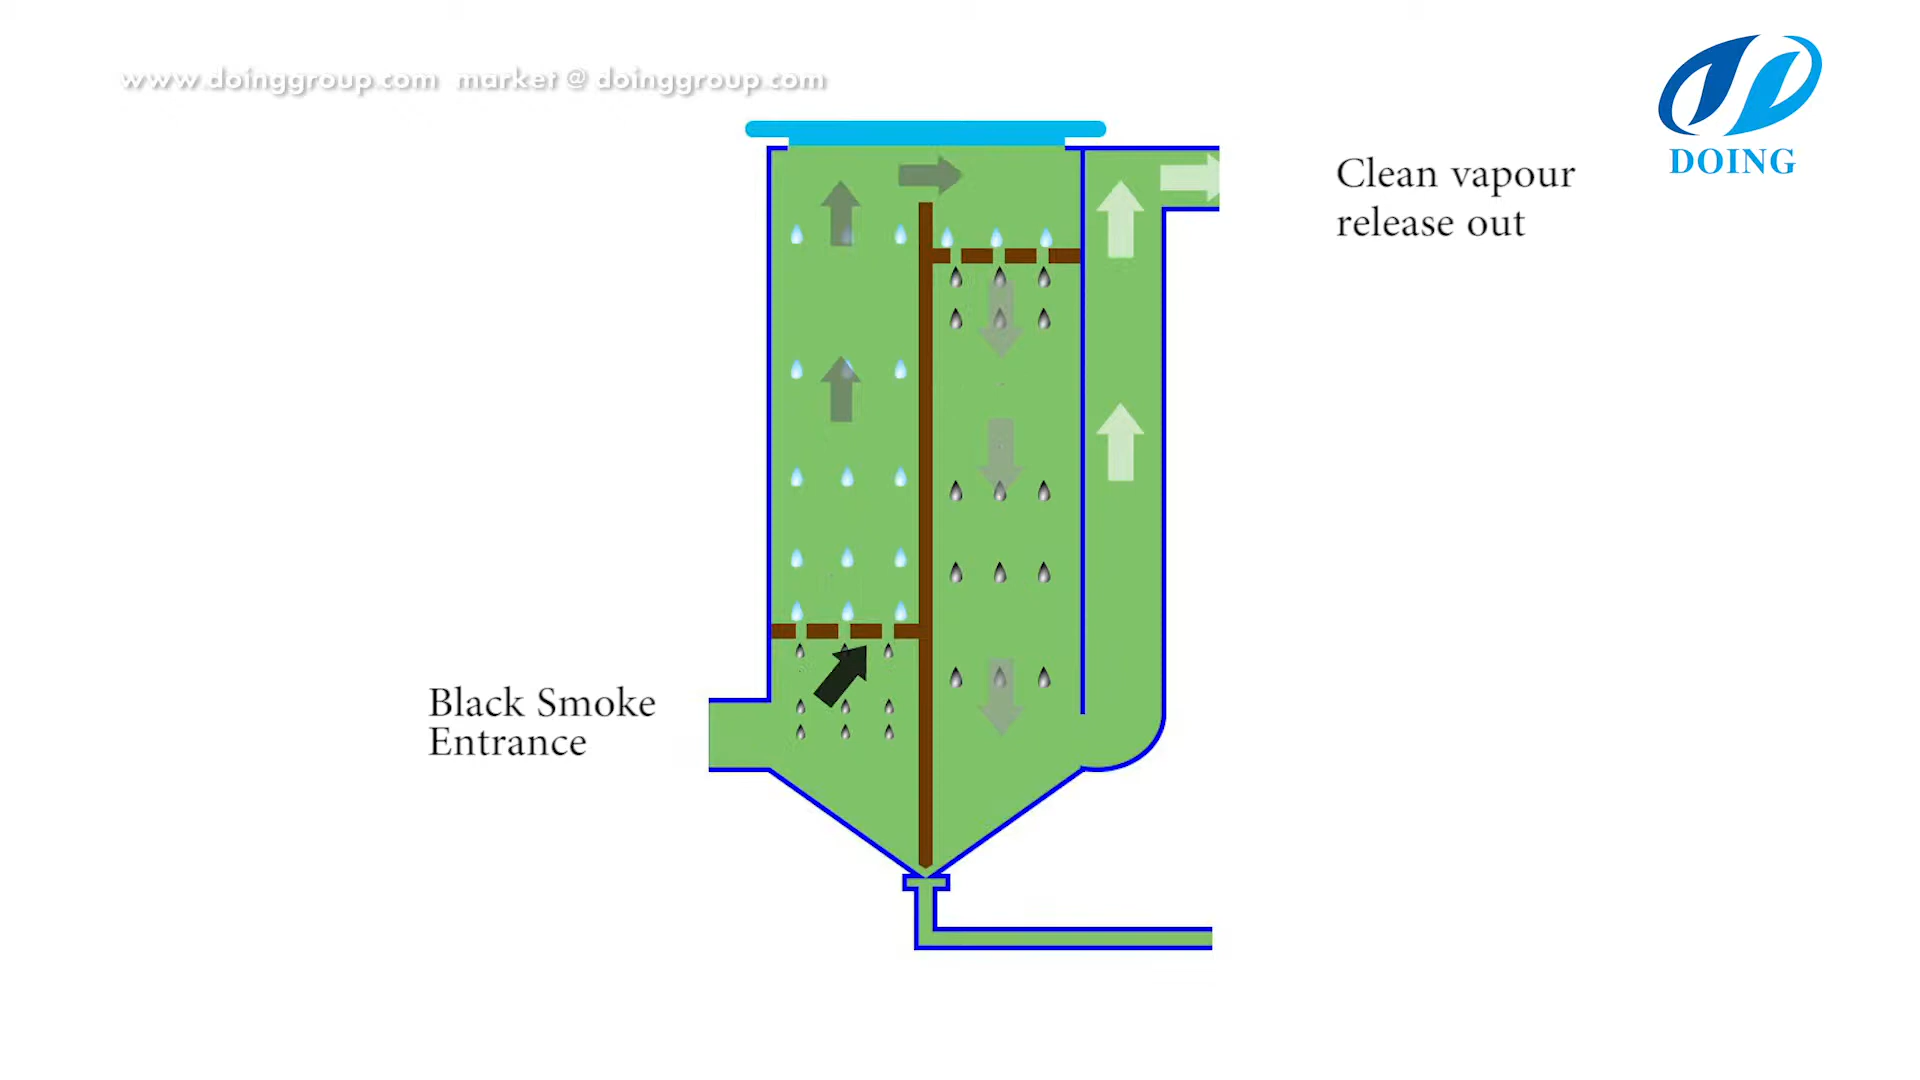 www.doinggroup.com market @ doinggroup.com
DOING
Clean vapour
release out
Black Smoke
Entrance